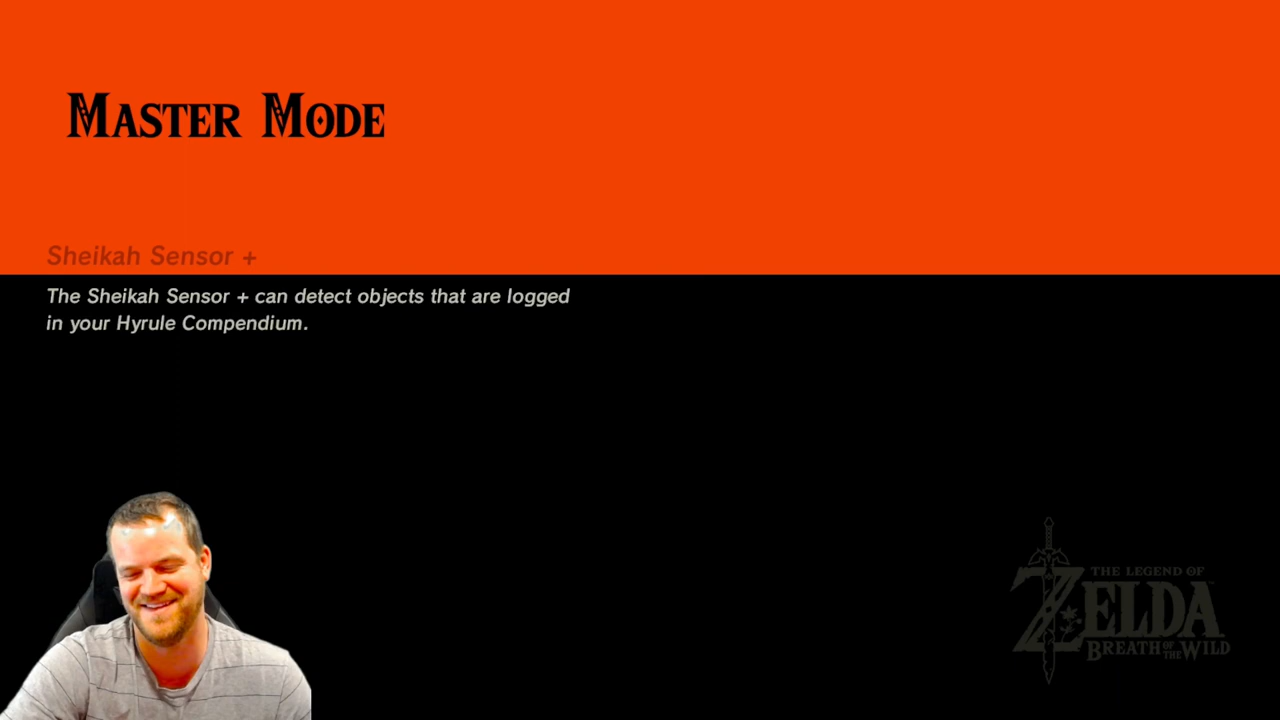 Master Mode
Sheikah Sensor +
The Sheikah Sensor + can detect objects that are logged
in your Hyrule Compendium.
THE LEGEND OF
ZELDA
BREATH OF THE WILD